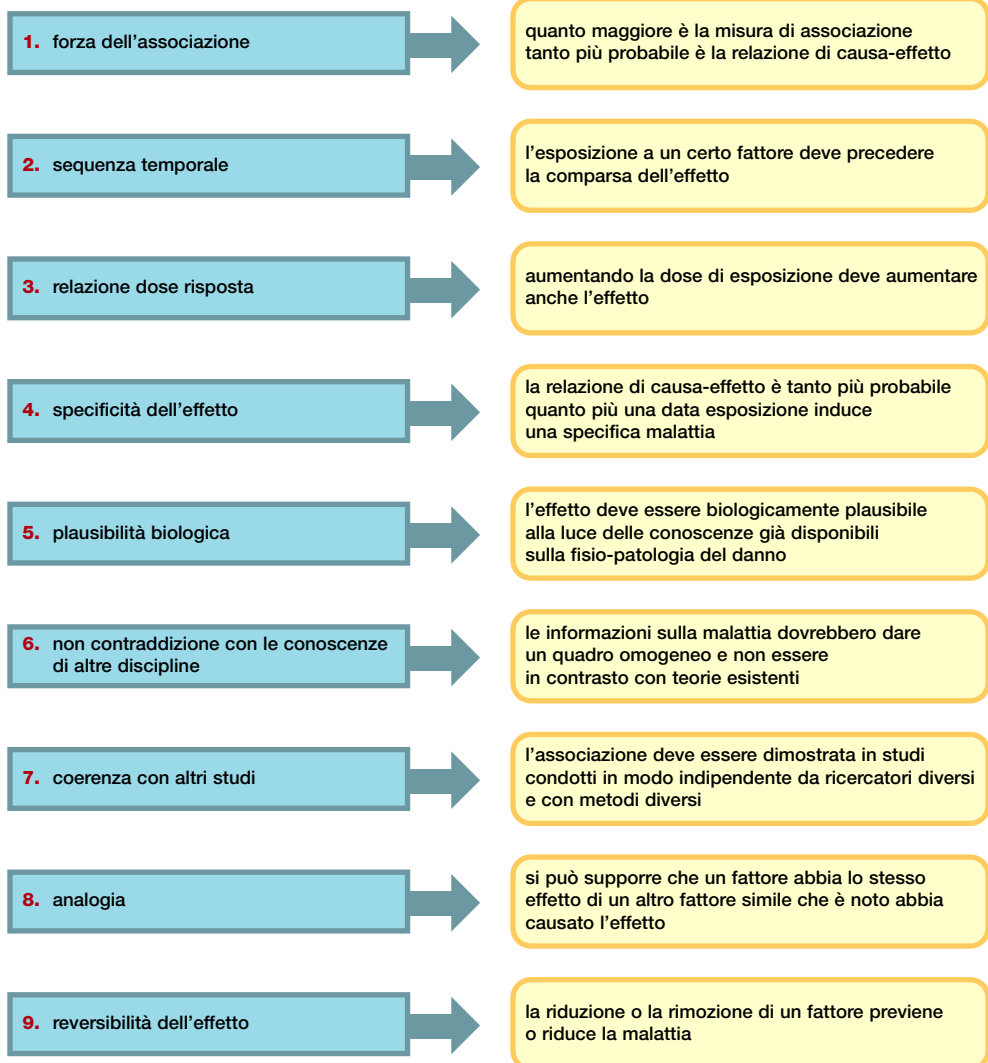 1. forza dell'associazione
quanto maggiore è la misura di associazione
tanto più probabile è la relazione di causa-effetto
2. sequenza temporale
l'esposizione a un certo fattore deve precedere
la comparsa dell'effetto
3. relazione dose risposta
aumentando la dose di esposizione deve aumentare
anche l'effetto
4. specificità dell'effetto
la relazione di causa-effetto è tanto più probabile
quanto più una data esposizione induce
una specifica malattia
5. plausibilità biologica
l'effetto deve essere biologicamente plausibile
alla luce delle conoscenze già disponibili
sulla fisio-patologia del danno
6. non contraddizione con le conoscenze
di altre discipline
le informazioni sulla malattia dovrebbero dare
un quadro omogeneo e non essere
in contrasto con teorie esistenti
7. coerenza con altri studi
l'associazione deve essere dimostrata in studi
condotti in modo indipendente da ricercatori diversi
e con metodi diversi
8. analogia
si può supporre che un fattore abbia lo stesso
effetto di un altro fattore simile che è noto abbia
causato l'effetto
9. reversibilità dell'effetto
la riduzione o la rimozione di un fattore previene
o riduce la malattia